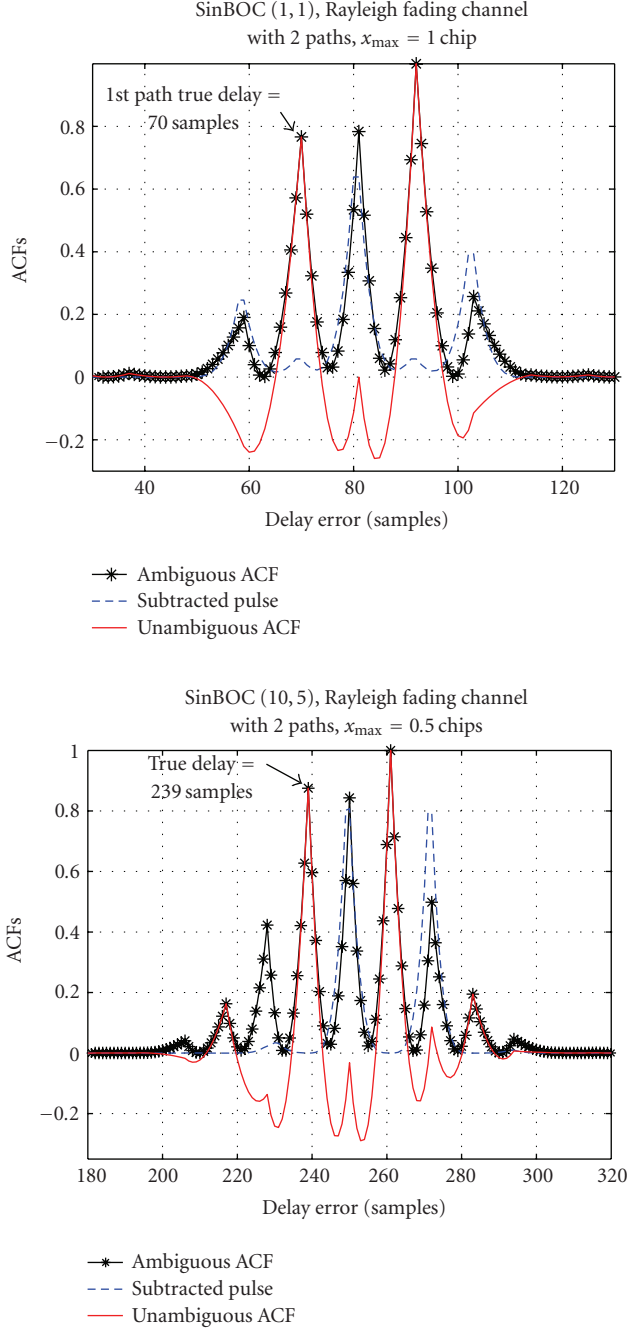 SinBOC (1, 1), Rayleigh fading channel
with 2 paths, x_max = 1 chip
1st path true delay =
70 samples
0.8
0.6
0.4
0.2
0
−0.2
ACFs
40
60
80
100
120
Delay error (samples)
Ambiguous ACF
Subtracted pulse
Unambiguous ACF
SinBOC (10, 5), Rayleigh fading channel
with 2 paths, x_max = 0.5 chips
True delay =
239 samples
1
0.8
0.6
0.4
0.2
0
−0.2
ACFs
180
200
220
240
260
280
300
320
Delay error (samples)
Ambiguous ACF
Subtracted pulse
Unambiguous ACF